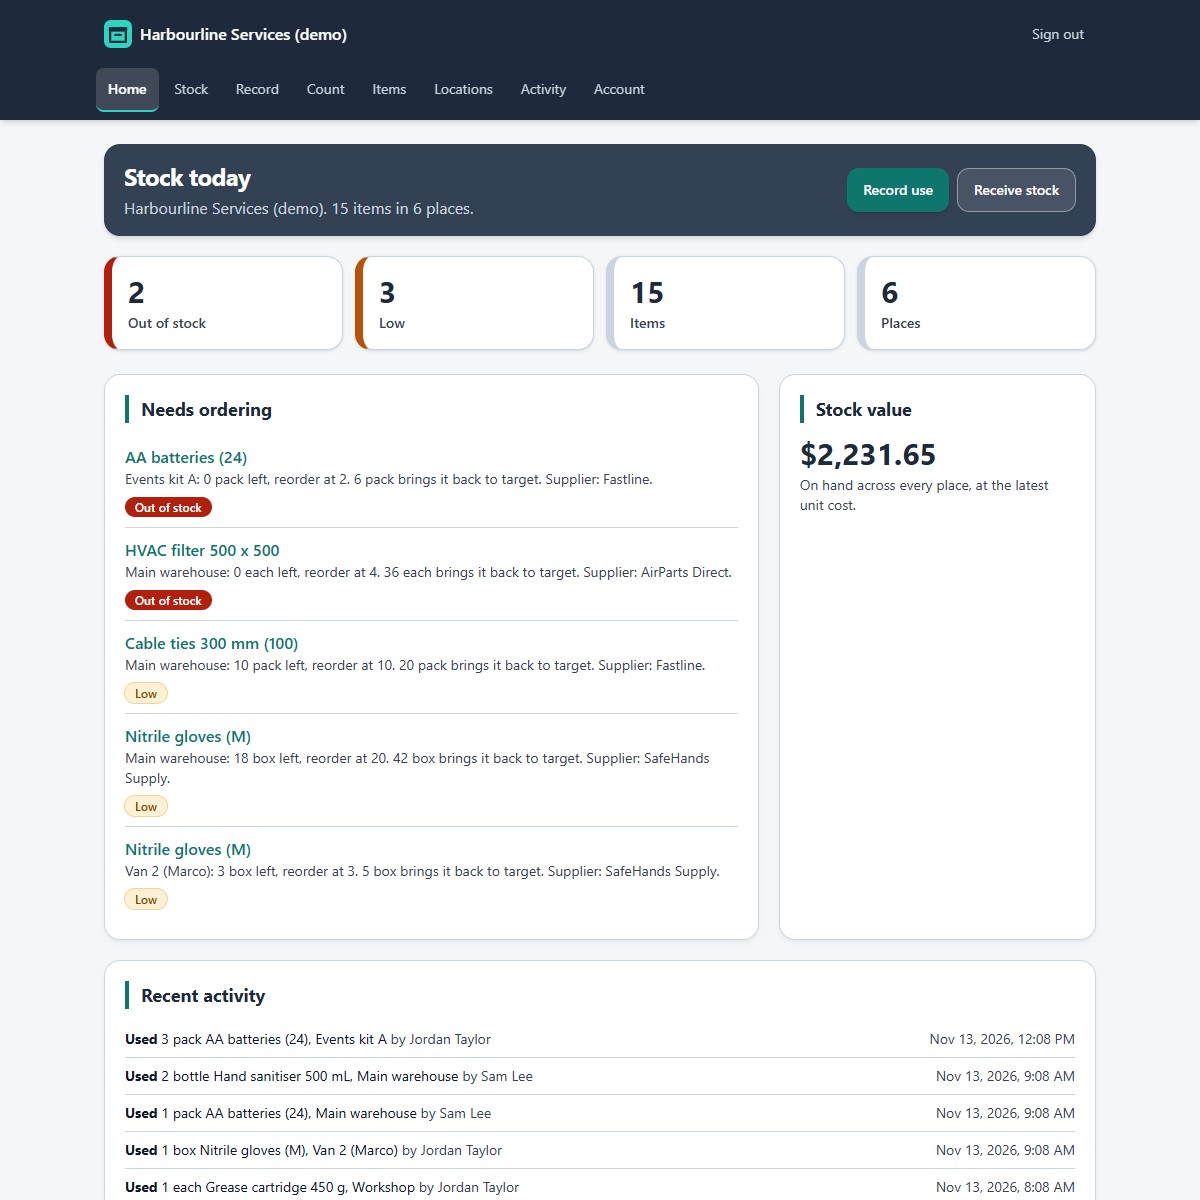 Harbourline Services (demo)
Sign out
Home Stock Record Count Items Locations Activity Account
Stock today
Harbourline Services (demo). 15 items in 6 places.
Record use
Receive stock
2
Out of stock
3
Low
15
Items
6
Places
Needs ordering
AA batteries (24)
Events kit A: 0 pack left, reorder at 2. 6 pack brings it back to target. Supplier: Fastline.
Out of stock
HVAC filter 500 x 500
Main warehouse: 0 each left, reorder at 4. 36 each brings it back to target. Supplier: AirParts Direct.
Out of stock
Cable ties 300 mm (100)
Main warehouse: 10 pack left, reorder at 10. 20 pack brings it back to target. Supplier: Fastline.
Low
Nitrile gloves (M)
Main warehouse: 18 box left, reorder at 20. 42 box brings it back to target. Supplier: SafeHands
Supply.
Low
Nitrile gloves (M)
Van 2 (Marco): 3 box left, reorder at 3. 5 box brings it back to target. Supplier: SafeHands Supply.
Low
Stock value
$2,231.65
On hand across every place, at the latest
unit cost.
Recent activity
Used 3 pack AA batteries (24), Events kit A by Jordan Taylor Nov 13, 2026, 12:08 PM
Used 2 bottle Hand sanitiser 500 mL, Main warehouse by Sam Lee Nov 13, 2026, 9:08 AM
Used 1 pack AA batteries (24), Main warehouse by Sam Lee Nov 13, 2026, 9:08 AM
Used 1 box Nitrile gloves (M), Van 2 (Marco) by Jordan Taylor Nov 13, 2026, 9:08 AM
Used 1 each Grease cartridge 450 g, Workshop by Jordan Taylor Nov 13, 2026, 8:08 AM